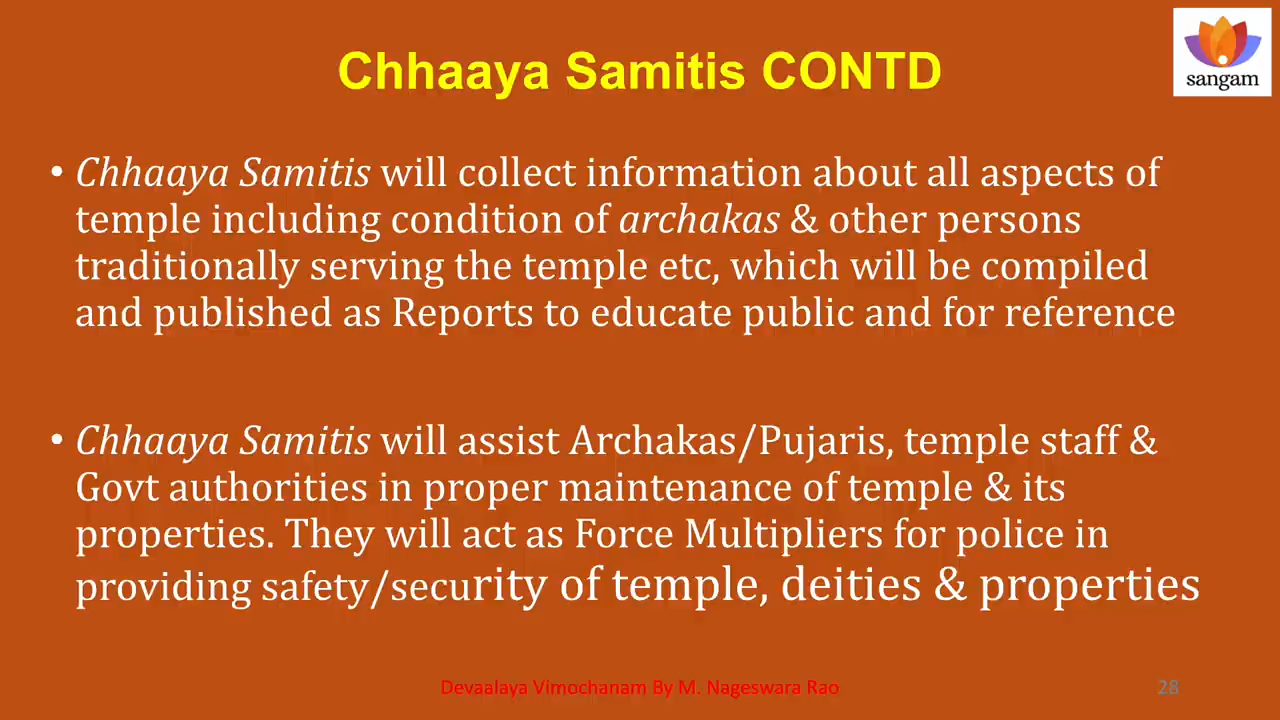 Chhaaya Samitis CONTD
sangam
• Chhaaya Samitis will collect information about all aspects of
temple including condition of archakas & other persons
traditionally serving the temple etc, which will be compiled
and published as Reports to educate public and for reference
• Chhaaya Samitis will assist Archakas/Pujaris, temple staff &
Govt authorities in proper maintenance of temple & its
properties. They will act as Force Multipliers for police in
providing safety/security of temple, deities & properties
Devaalaya Vimochanam By M. Nageswara Rao
28